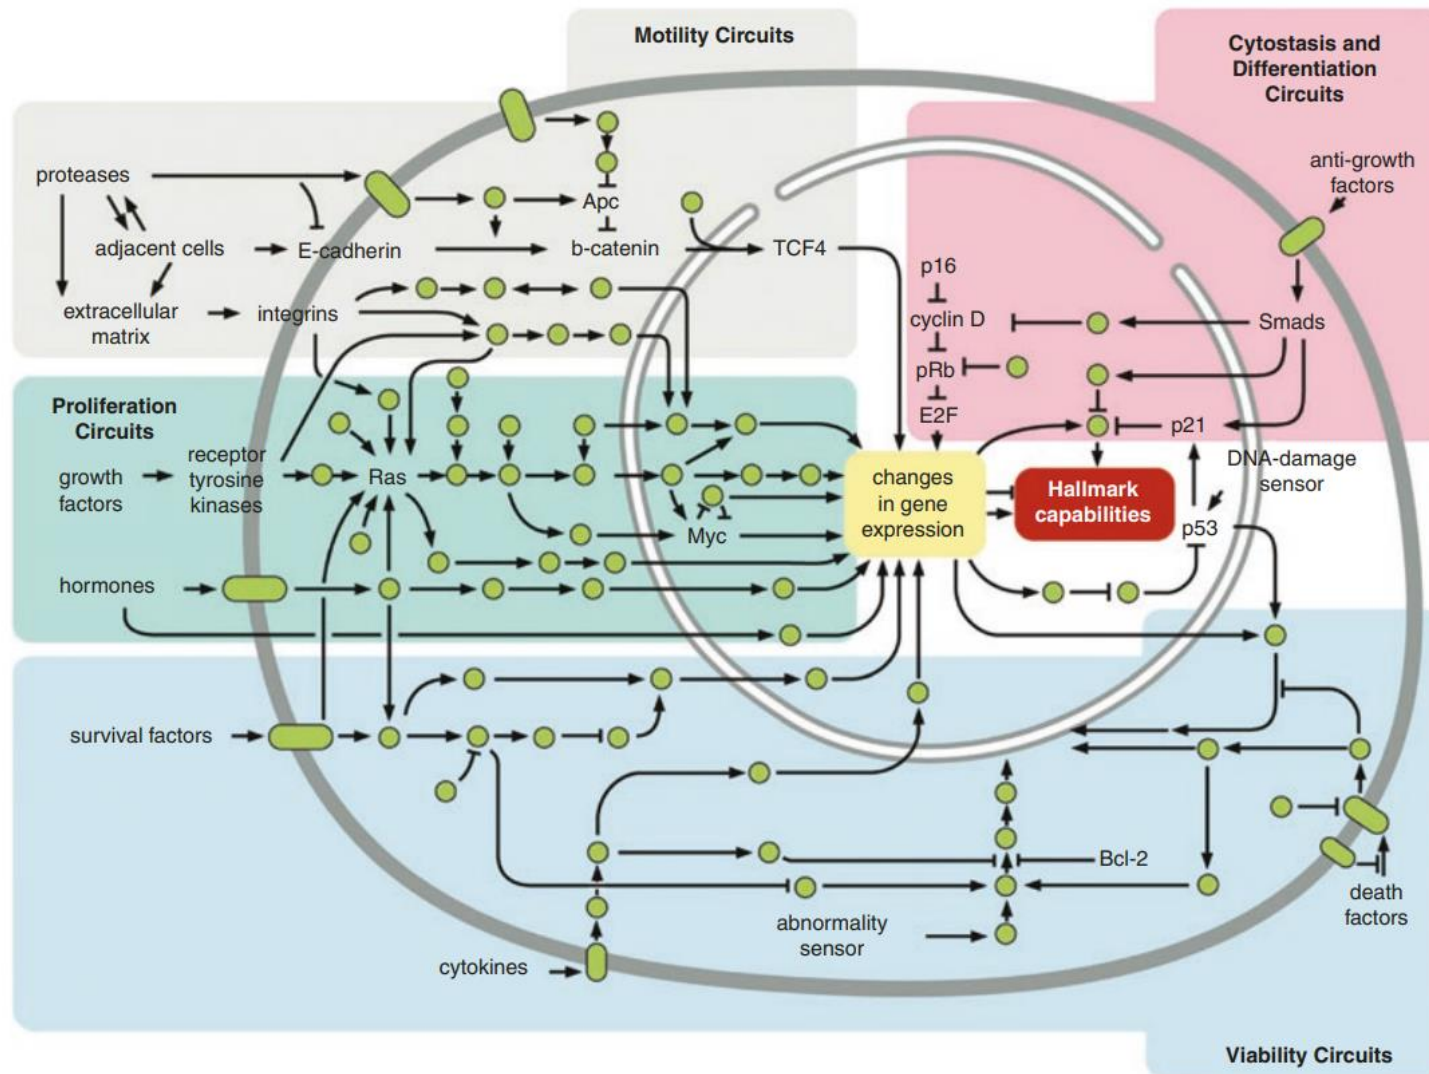 Motility Circuits
Cytostasis and
Differentiation
Circuits
proteases
adjacent cells
extracellular
matrix
E-cadherin
integrins
Apc
b-catenin
TCF4
p16
cyclin D
pRb
E2F
anti-growth
factors
Smads
p21
DNA-damage
sensor
p53
Proliferation
Circuits
growth
factors
receptor
tyrosine
kinases
Ras
Myc
changes
in gene
expression
Hallmark
capabilities
hormones
survival factors
cytokines
abnormality
sensor
Bcl-2
death
factors
Viability Circuits